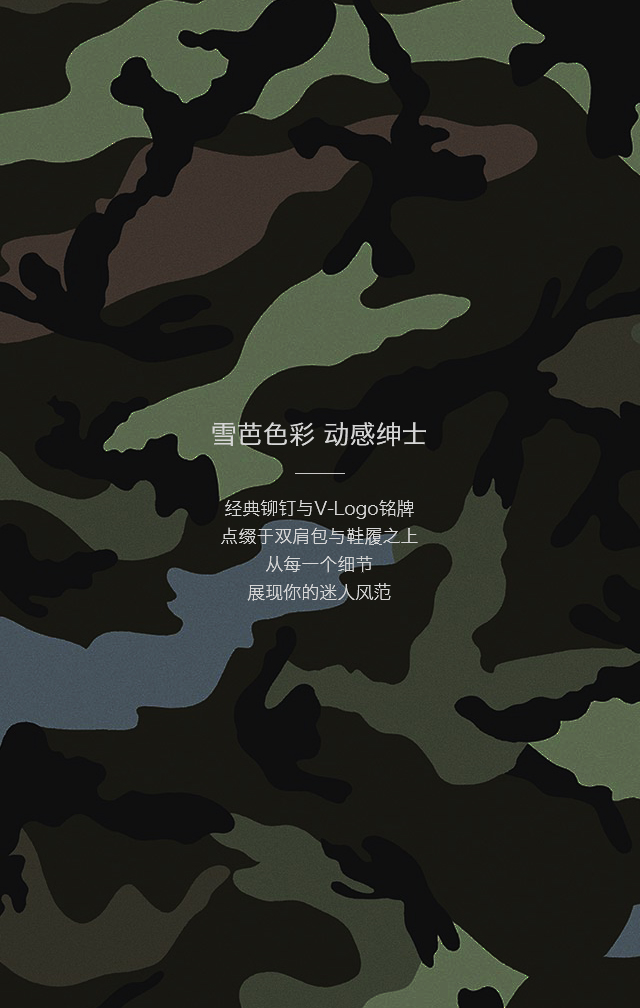 雪芭色彩 动感绅士
经典铆钉与V-Logo铭牌
点缀于双肩包与鞋履之上
从每一个细节
展现你的迷人风范